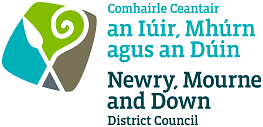 Comhairle Ceantair
an Iúir, Mhúrn
agus an Dúin
Newry, Mourne
and Down
District Council